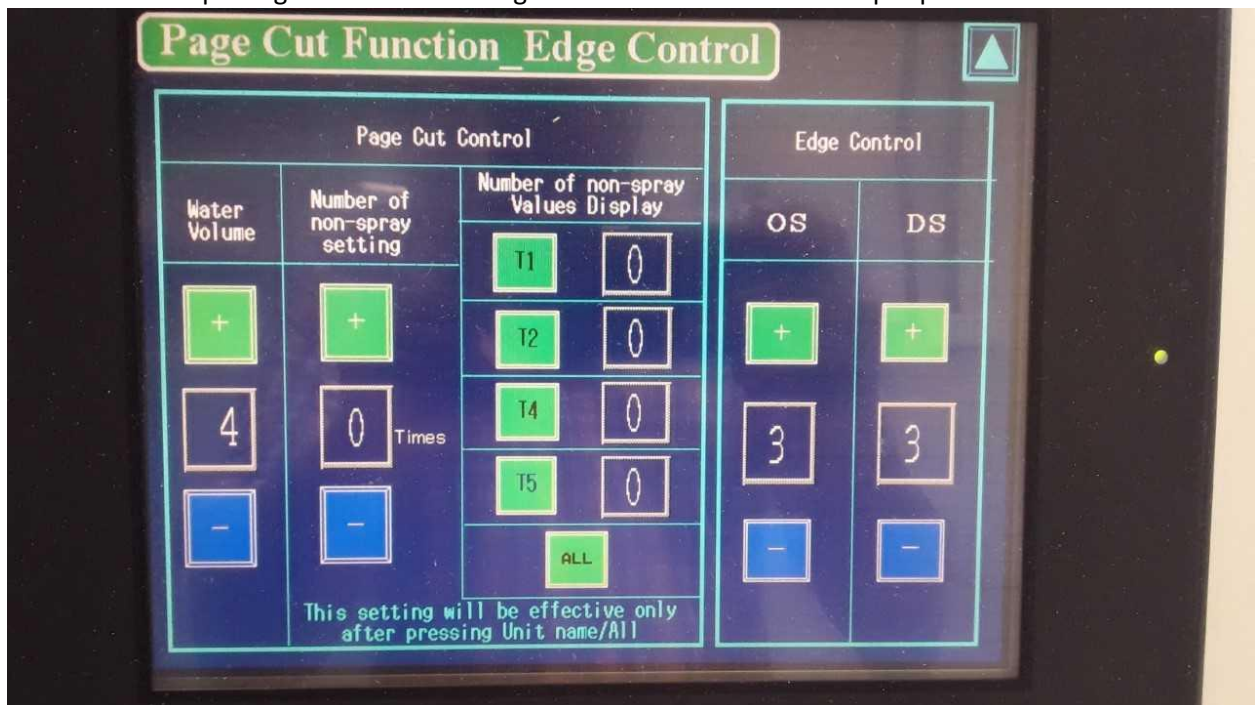 Page Cut Function_Edge Control
Page Cut Control
Edge Control
Water
Volume
Number of
non-spray
setting
Number of non-spray
Values Display
OS
DS
T1 0
+ + T2 0 + +
4 0 Times T4 0 3 3
T5 0
- - ALL - -
This setting will be effective only
after pressing Unit name/All